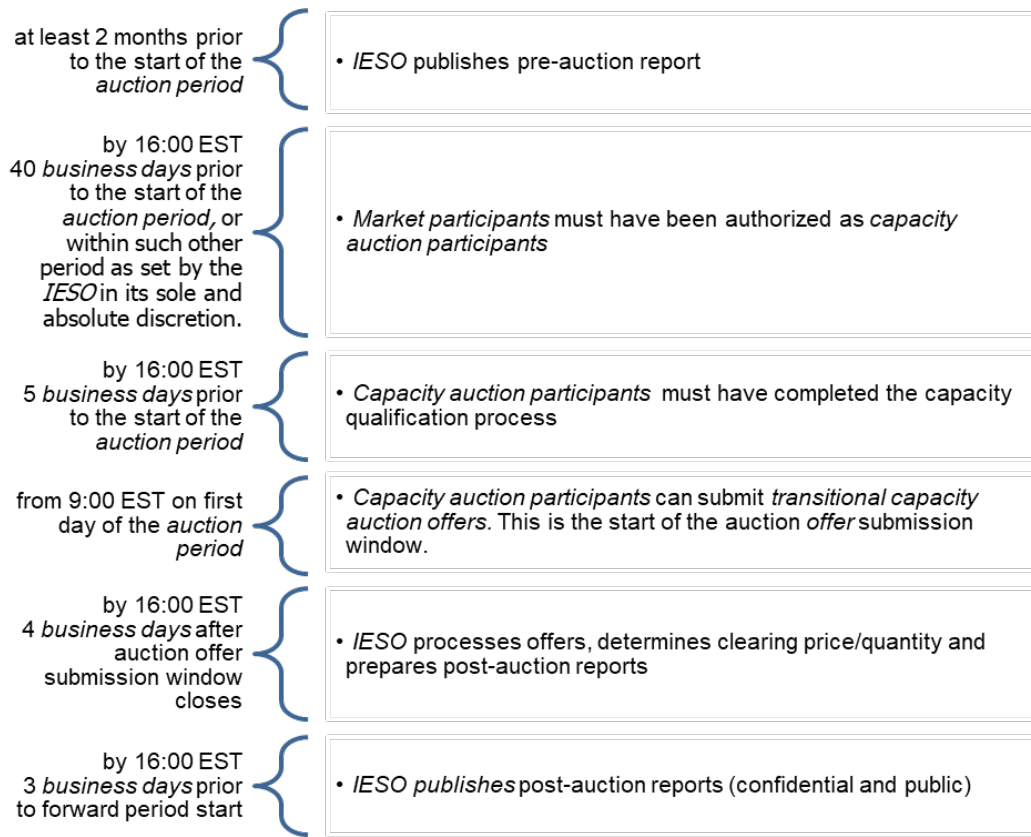 at least 2 months prior
to the start of the
auction period
• IESO publishes pre-auction report
by 16:00 EST
40 business days prior
to the start of the
auction period, or
within such other
period as set by the
IESO in its sole and
absolute discretion.
• Market participants must have been authorized as capacity
auction participants
by 16:00 EST
5 business days prior
to the start of the
auction period
• Capacity auction participants must have completed the capacity
qualification process
from 9:00 EST on first
day of the auction
period
• Capacity auction participants can submit transitional capacity
auction offers. This is the start of the auction offer submission
window.
by 16:00 EST
4 business days after
auction offer
submission window
closes
• IESO processes offers, determines clearing price/quantity and
prepares post-auction reports
by 16:00 EST
3 business days prior
to forward period start
• IESO publishes post-auction reports (confidential and public)